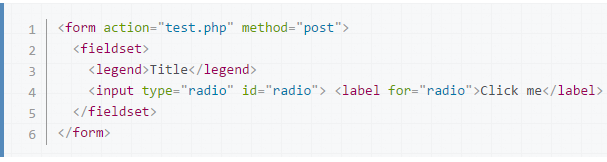 1 <form action="test.php" method="post">
2 <fieldset>
3 <legend>Title</legend>
4 <input type="radio" id="radio"> <label for="radio">Click me</label>
5 </fieldset>
6 </form>